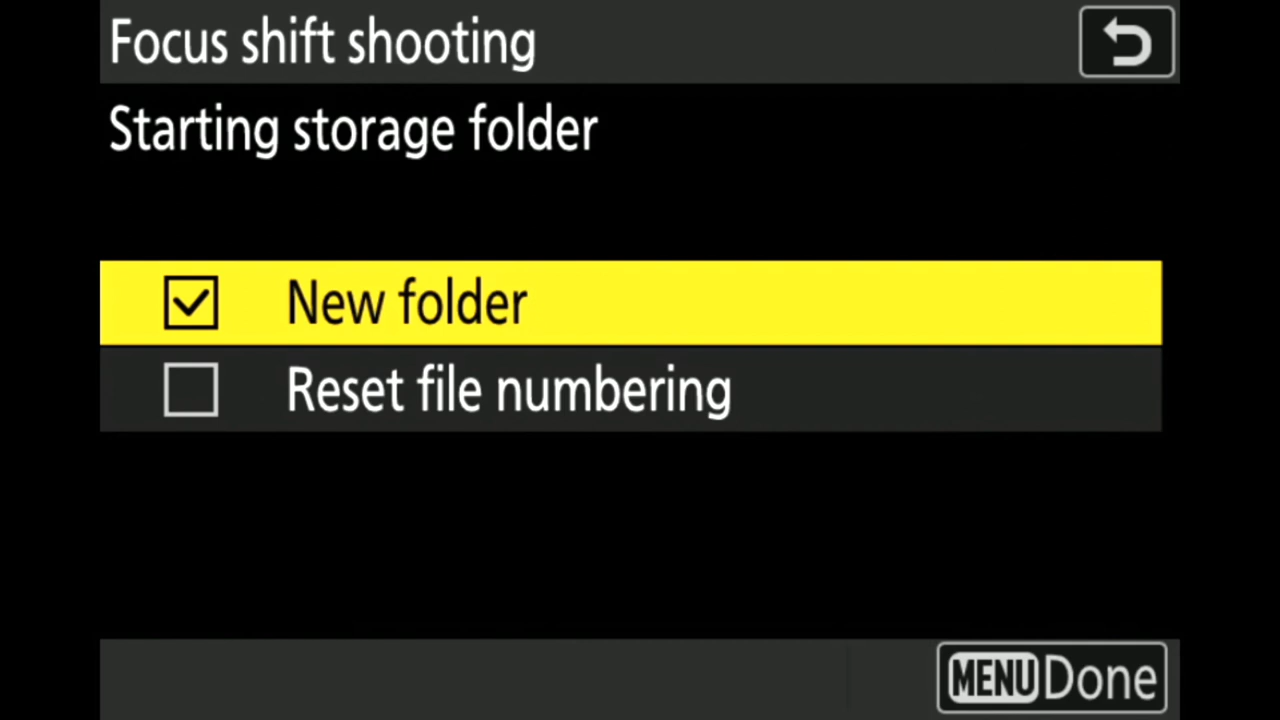 Focus shift shooting
Starting storage folder
New folder
Reset file numbering
MENU Done